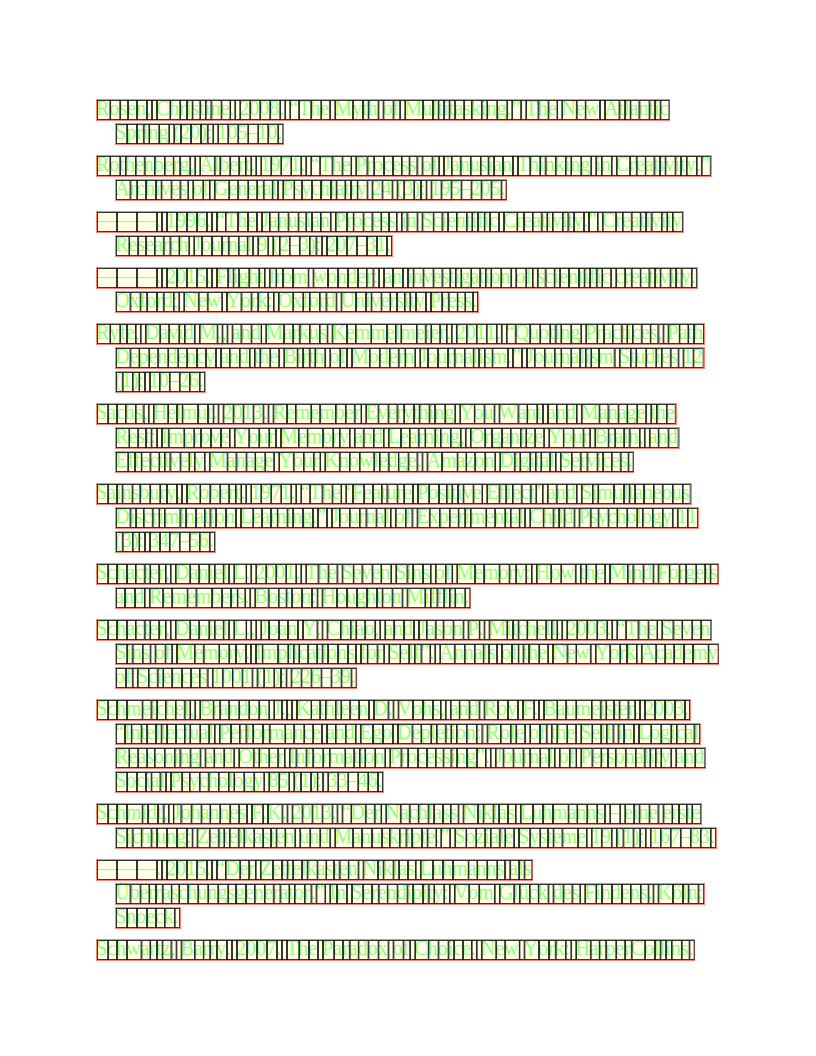 Rosen, Christine. 2008. “The Myth of Multitasking.” The New Atlantic
Spring (20): 105–10.
Rothenberg, Albert. 1971. “The Process of Janusian Thinking in Creativity.”
Archives of General Psychiatry 24 (3): 195–205.
———. 1996. “The Janusian Process in Scientific Creativity.” Creativity
Research Journal 9 (2–3): 207–31.
———. 2015. Flight from wonder: an investigation of scientific creativity.
Oxford; New York: Oxford University Press.
Ryfe, David M., and Markus Kemmelmeier. 2011. “Quoting Practices, Path
Dependency and the Birth of Modern Journalism.” Journalism Studies 12
(1): 10–26.
Sachs, Helmut. 2013. Remember Everything You Want and Manage the
Rest: Improve Your Memory and Learning, Organize Your Brain, and
Effectively Manage Your Knowledge. Amazon Digital Services.
Sainsbury, Robert. 1971. “The ‘Feature Positive Effect’ and Simultaneous
Discrimination Learning.” Journal of Experimental Child Psychology 11
(3): 347–56.
Schacter, Daniel L. 2001. The Seven Sins of Memory: How the Mind Forgets
and Remembers. Boston: Houghton Mifflin.
Schacter, Daniel L., Joan Y. Chiao, and Jason P. Mitchell. 2003. “The Seven
Sins of Memory. Implications for Self”. Annals of the New York Academy
of Sciences 1001 (1): 226–39.
Schmeichel, Brandon J., Kathleen D. Vohs, and Roy F. Baumeister. 2003.
“Intellectual Performance and Ego Depletion: Role of the Self in Logical
Reasoning and Other Information Processing”. Journal of Personality and
Social Psychology 85 (1): 33–46.
Schmidt, Johannes F.K. 2013. “Der Nachlass Niklas Luhmanns – eine erste
Sichtung: Zettelkasten und Manuskripte.” Soziale Systeme 19 (1): 167–83.
———. 2015. “Der Zettelkasten Niklas Luhmanns als
Überraschungsgenerator.” In Serendipity: Vom Glück des Findens. Köln:
Snoeck.
Schwartz, Barry. 2007. The Paradox of Choice. New York: HarperCollins.